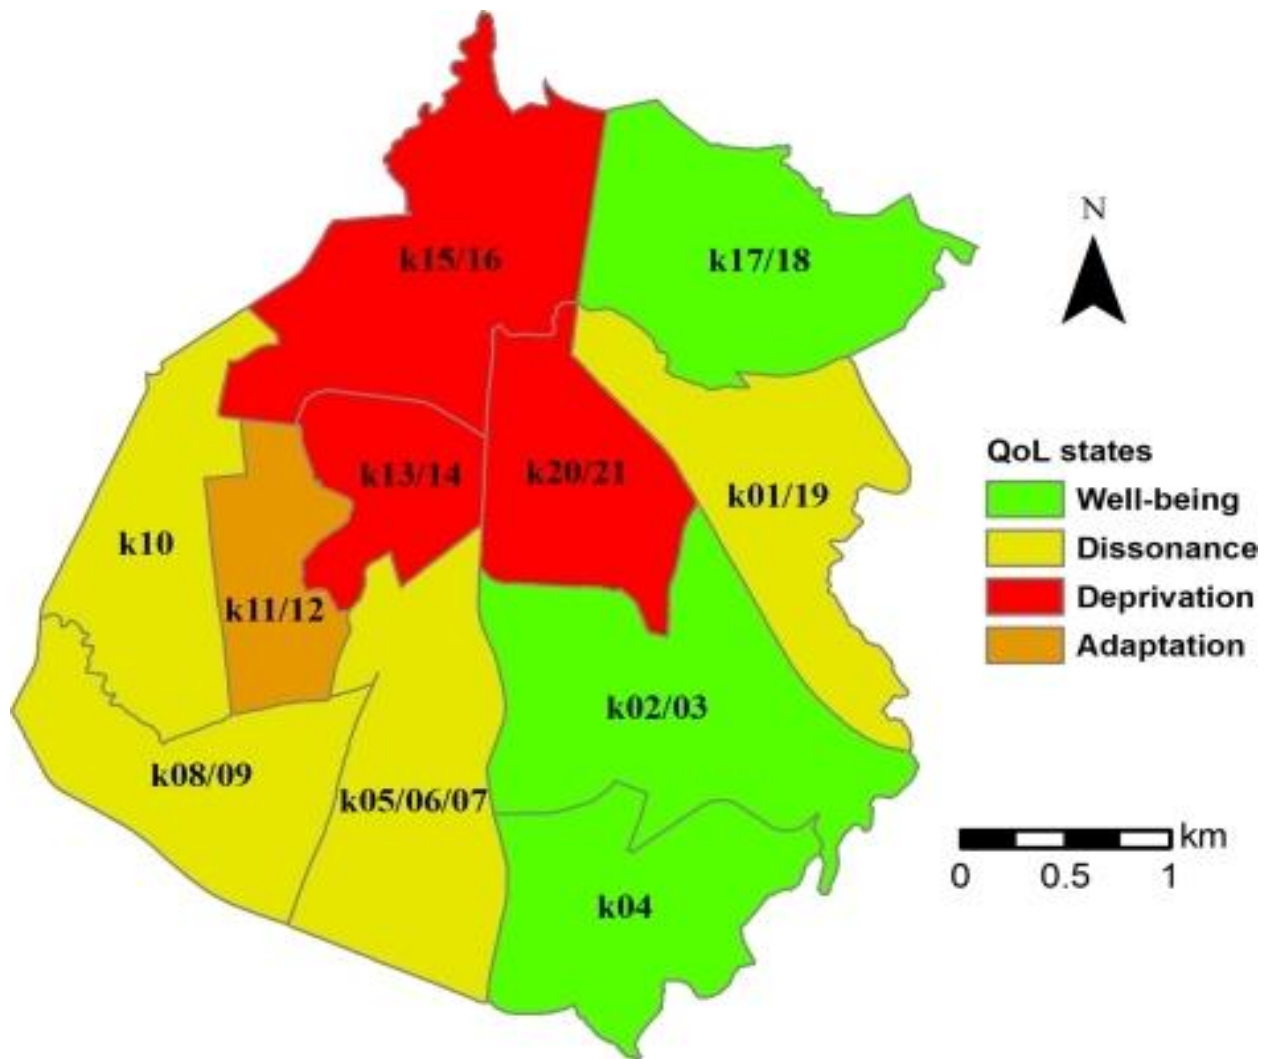 k15/16
k17/18
N
k13/14
k20/21
k01/19
k10
k11/12
k02/03
k08/09
k05/06/07
k04
QoL states
Well-being
Dissonance
Deprivation
Adaptation
km
0 0.5 1